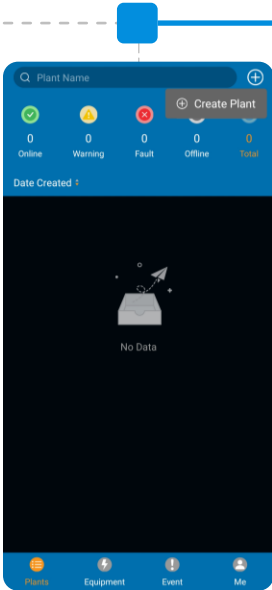 Plant Name
Create Plant
0 0 0 0 0
Online Warning Fault Offline Total
Date Created
No Data
Plants Equipment Event Me